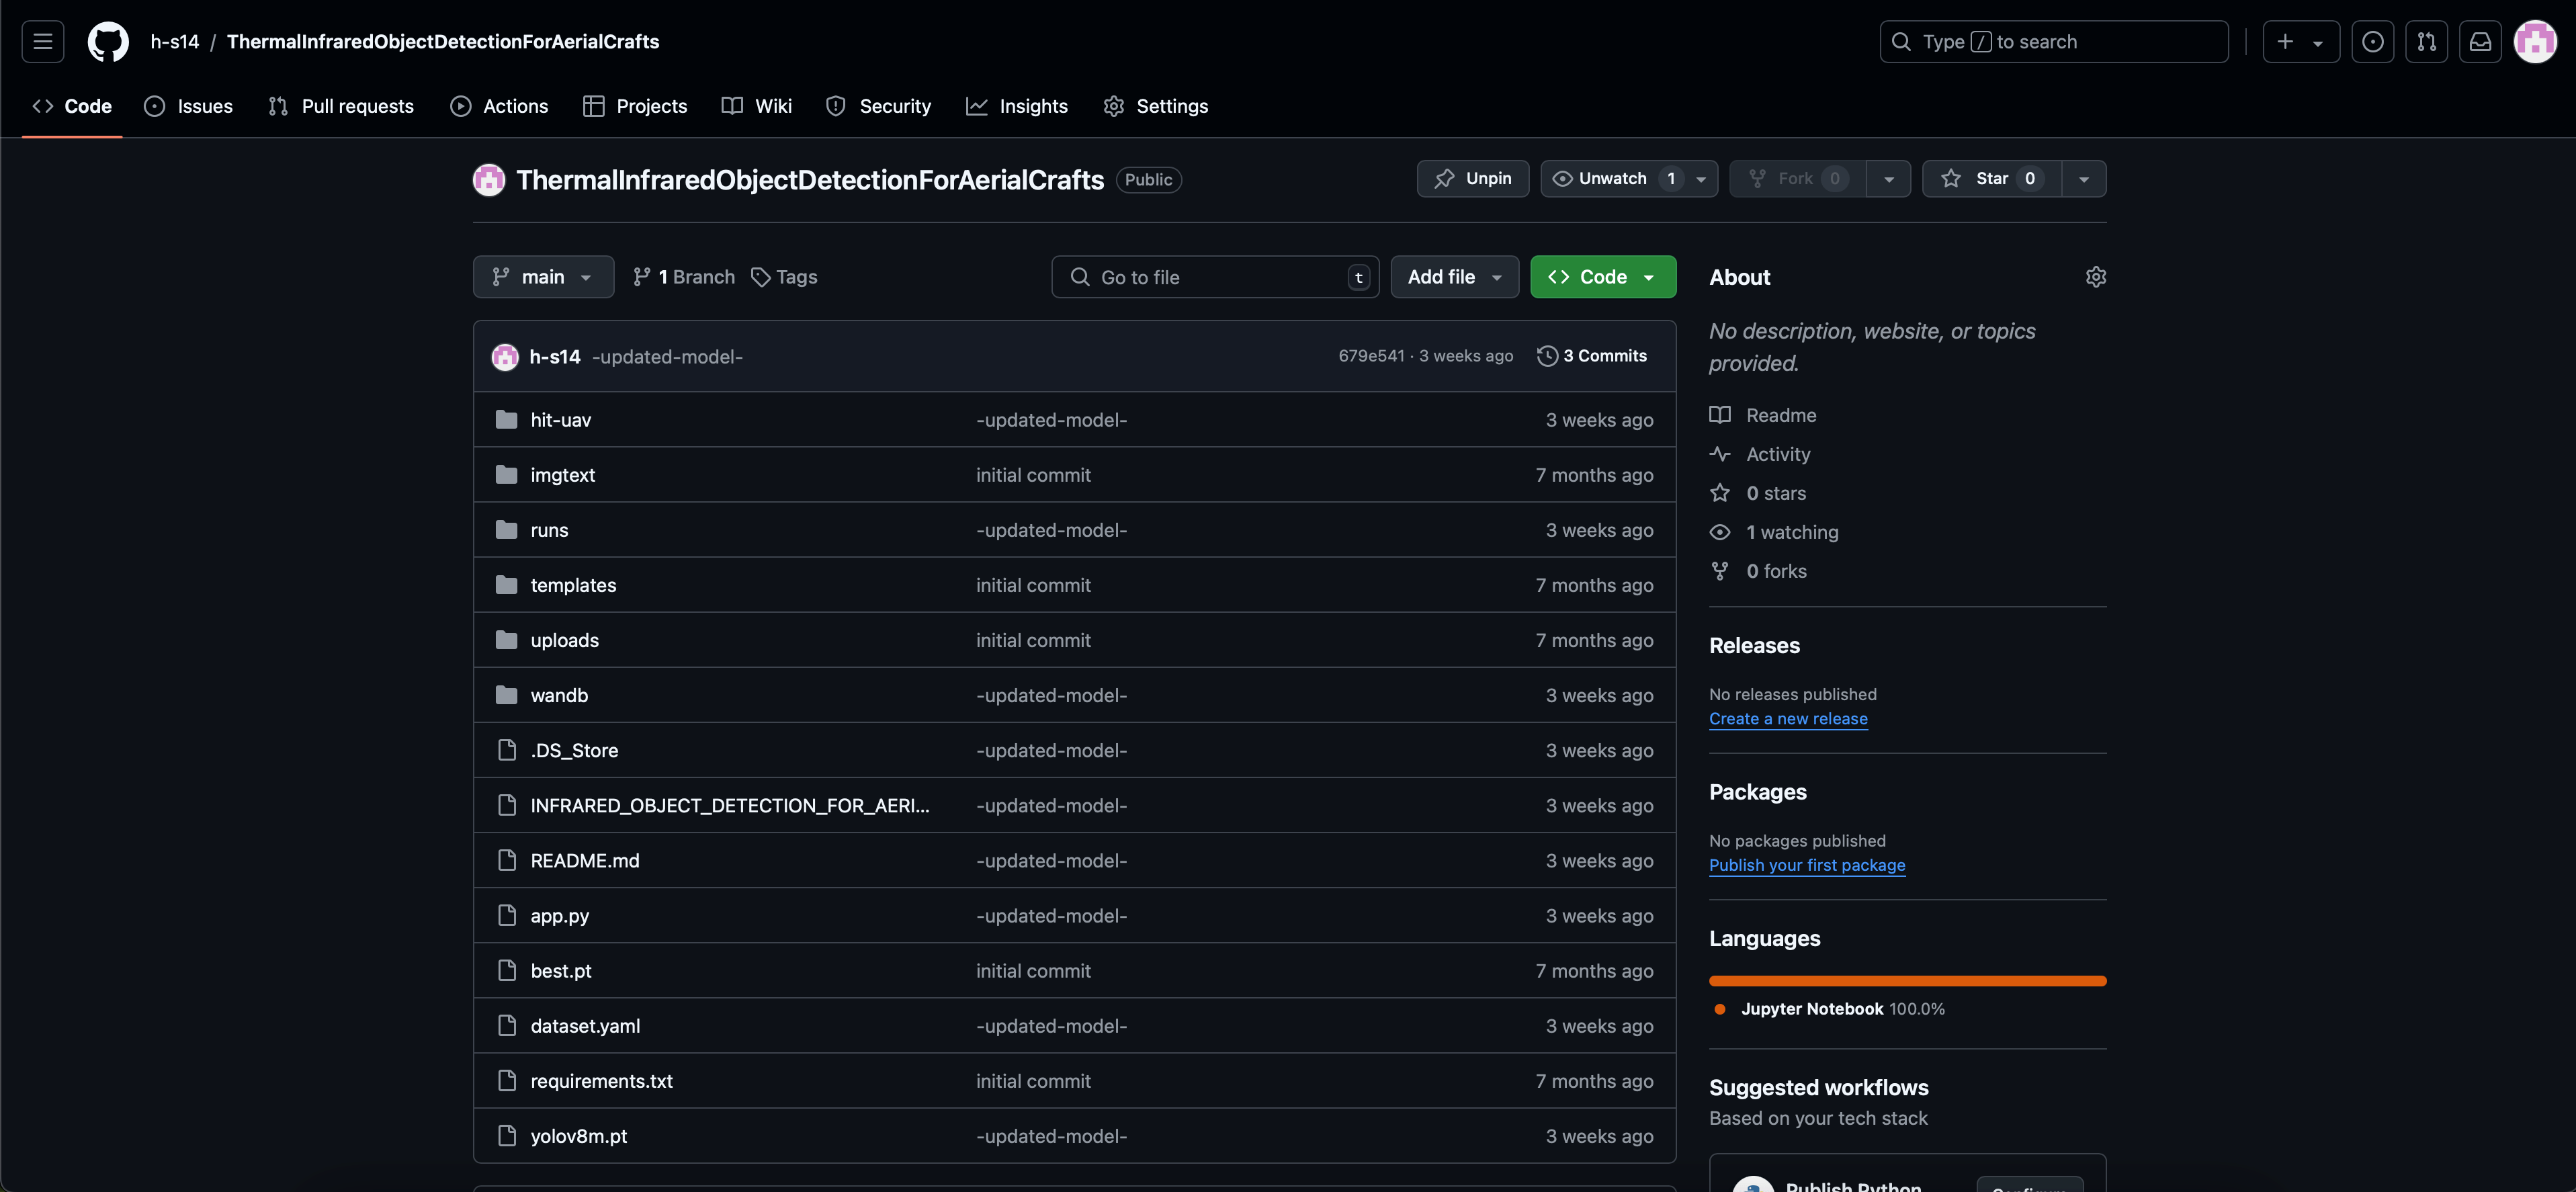 h-s14 / ThermalInfraredObjectDetectionForAerialCrafts
Type / to search
Code Issues Pull requests Actions Projects Wiki Security Insights Settings
ThermalInfraredObjectDetectionForAerialCrafts Public
Unpin Unwatch 1 Fork 0 Star 0
main 1 Branch Tags Go to file t Add file Code
h-s14 -updated-model- 679e541 · 3 weeks ago 3 Commits
hit-uav -updated-model- 3 weeks ago
imgtext initial commit 7 months ago
runs -updated-model- 3 weeks ago
templates initial commit 7 months ago
uploads initial commit 7 months ago
wandb -updated-model- 3 weeks ago
.DS_Store -updated-model- 3 weeks ago
INFRARED_OBJECT_DETECTION_FOR_AERI... -updated-model- 3 weeks ago
README.md -updated-model- 3 weeks ago
app.py -updated-model- 3 weeks ago
best.pt initial commit 7 months ago
dataset.yaml -updated-model- 3 weeks ago
requirements.txt initial commit 7 months ago
yolov8m.pt -updated-model- 3 weeks ago
About
No description, website, or topics
provided.
Readme
Activity
0 stars
1 watching
0 forks
Releases
No releases published
Create a new release
Packages
No packages published
Publish your first package
Languages
Jupyter Notebook 100.0%
Suggested workflows
Based on your tech stack
Publish Python